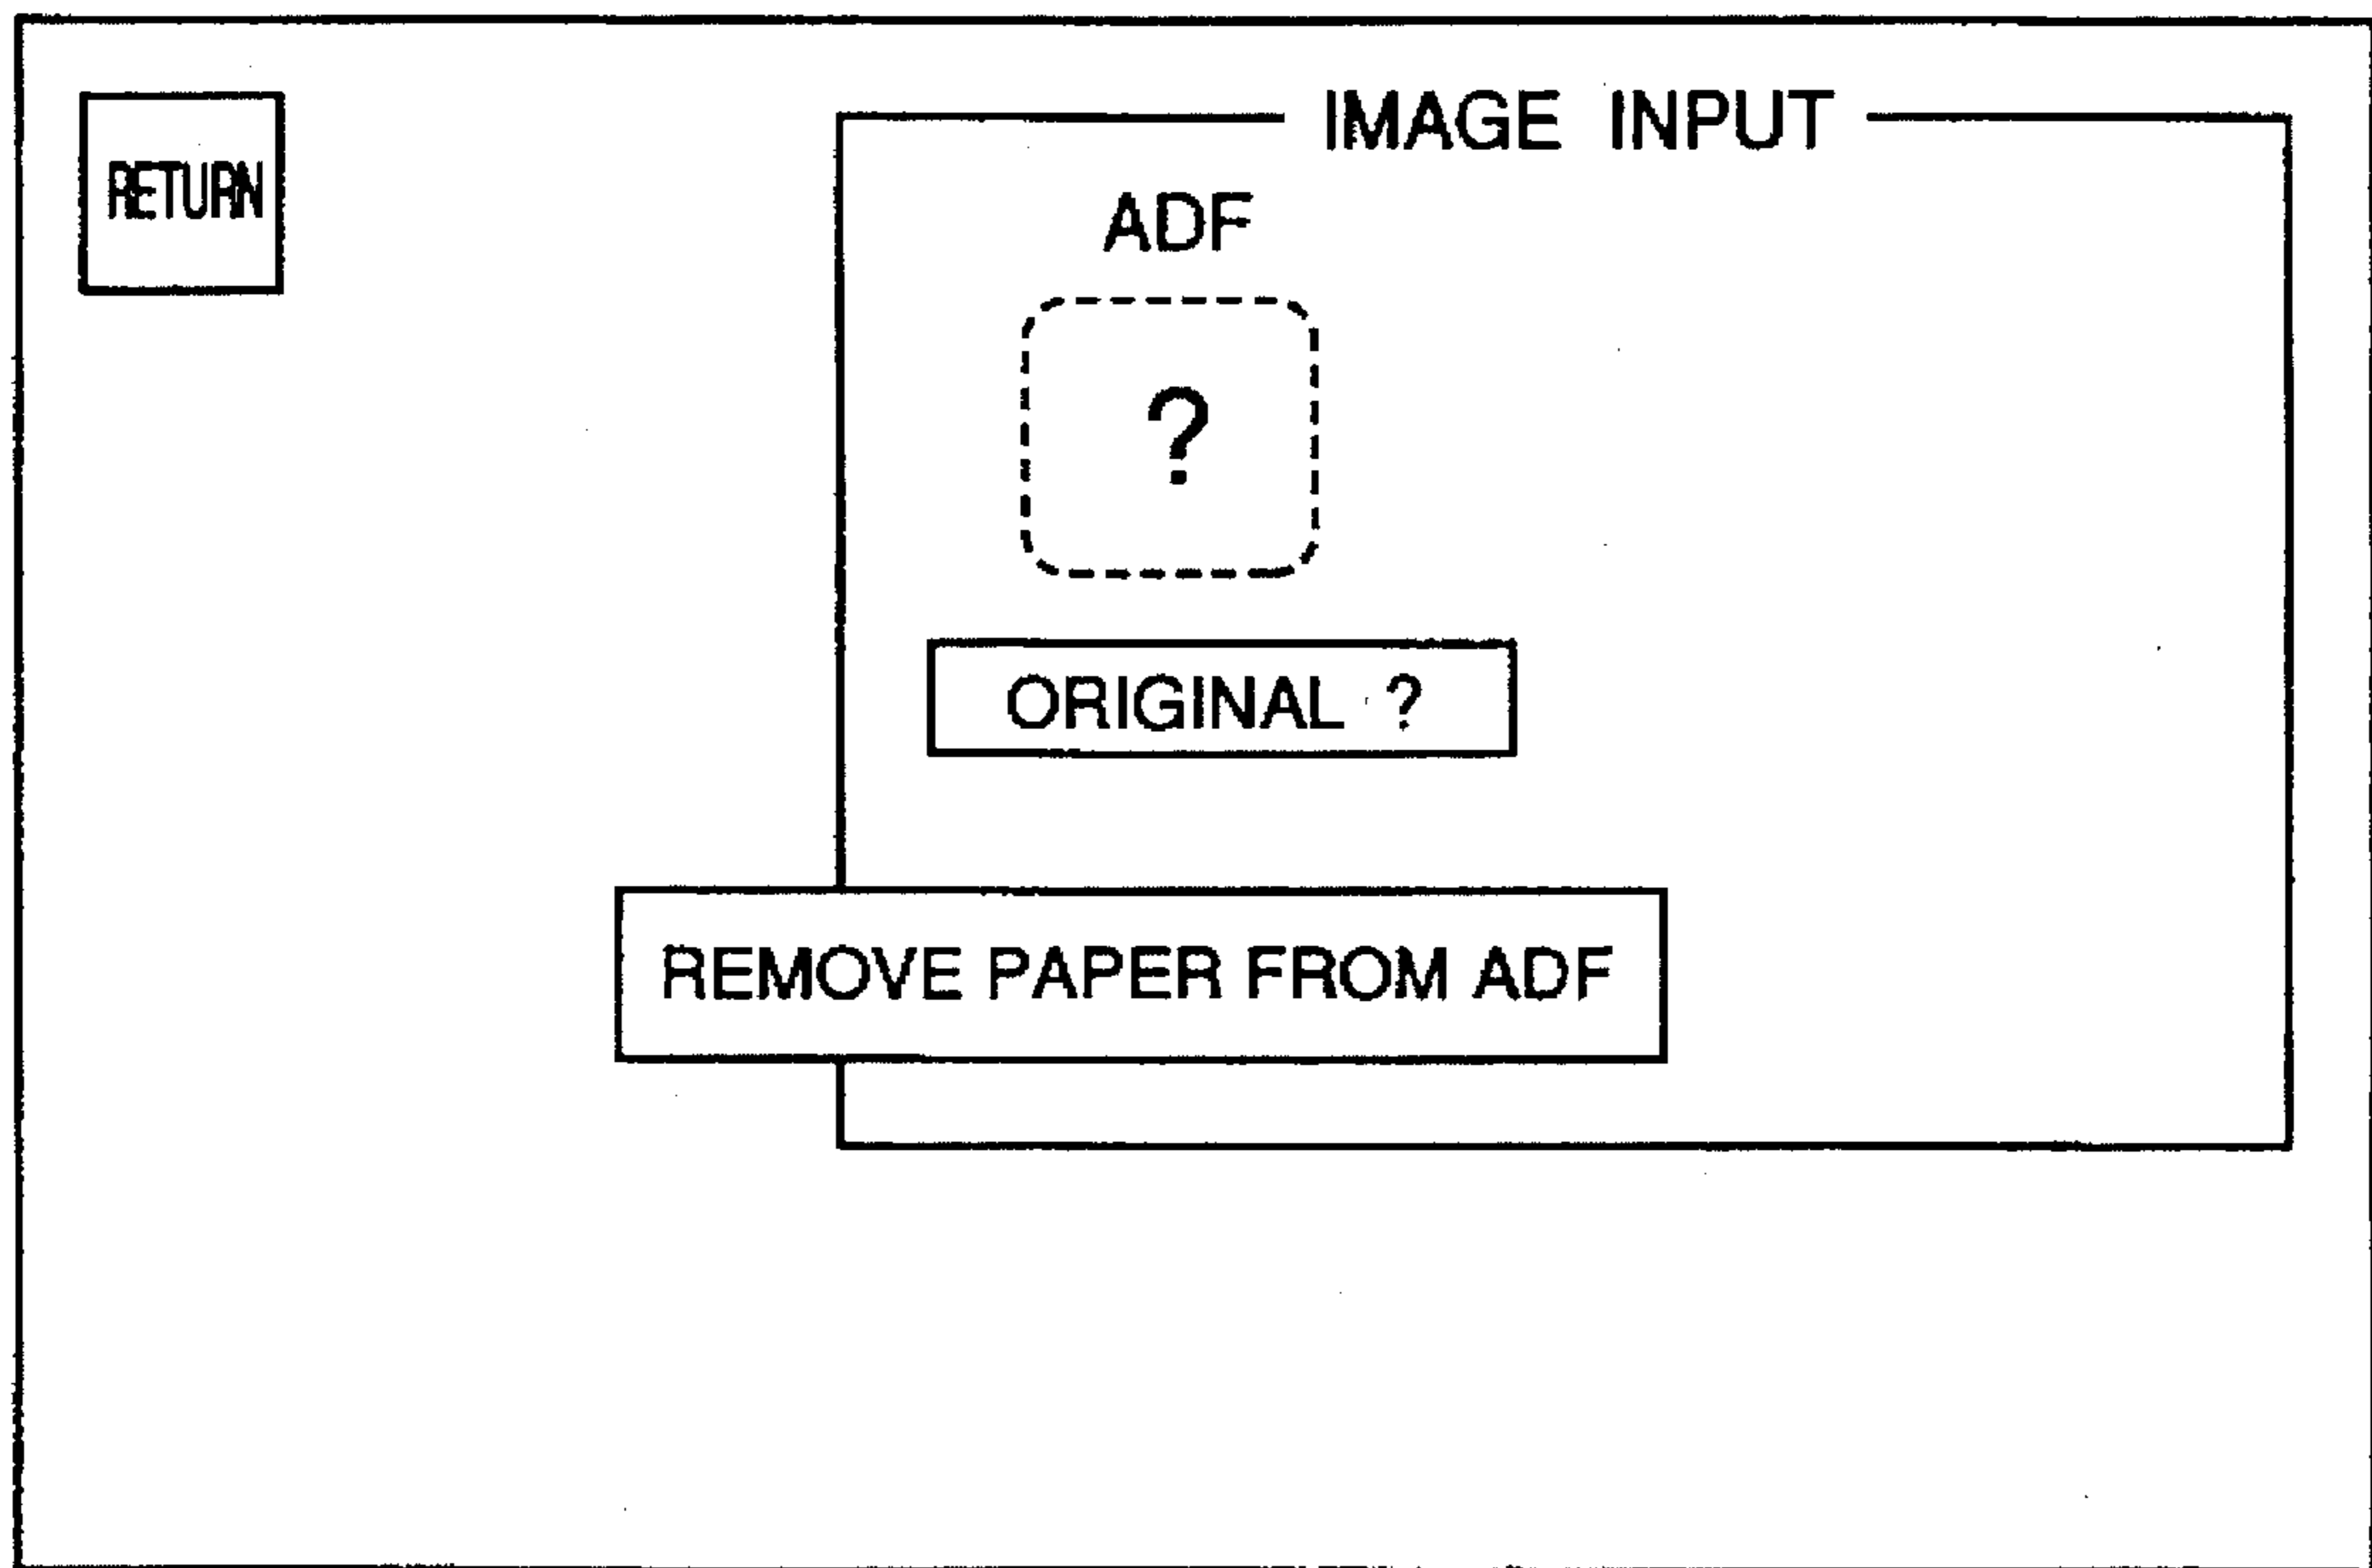 RETURN
IMAGE INPUT
ADF
?
ORIGINAL ?
REMOVE PAPER FROM ADF